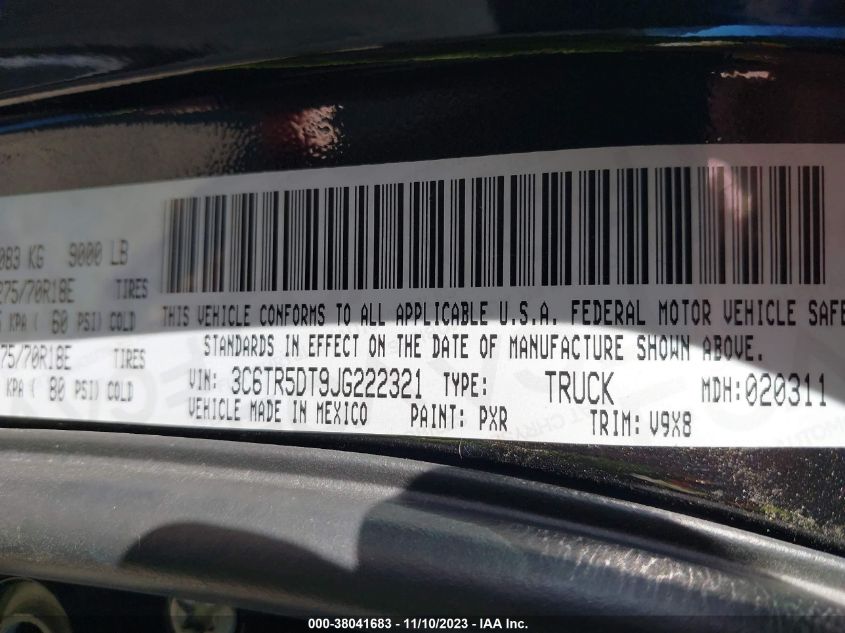 083 KG 9000 LB
275/70R18E TIRES
KPA ( 60 PSI) COLD
THIS VEHICLE CONFORMS TO ALL APPLICABLE U.S.A. FEDERAL MOTOR VEHICLE SAFE
75/70R18E TIRES
STANDARDS IN EFFECT ON THE DATE OF MANUFACTURE SHOWN ABOVE.
KPA ( 80 PSI) COLD
VIN: 3C6TR5DT9JG222321 TYPE: TRUCK MDH:020311
VEHICLE MADE IN MEXICO PAINT: PXR TRIM: V9X8
000-38041683 - 11/10/2023 - IAA Inc.